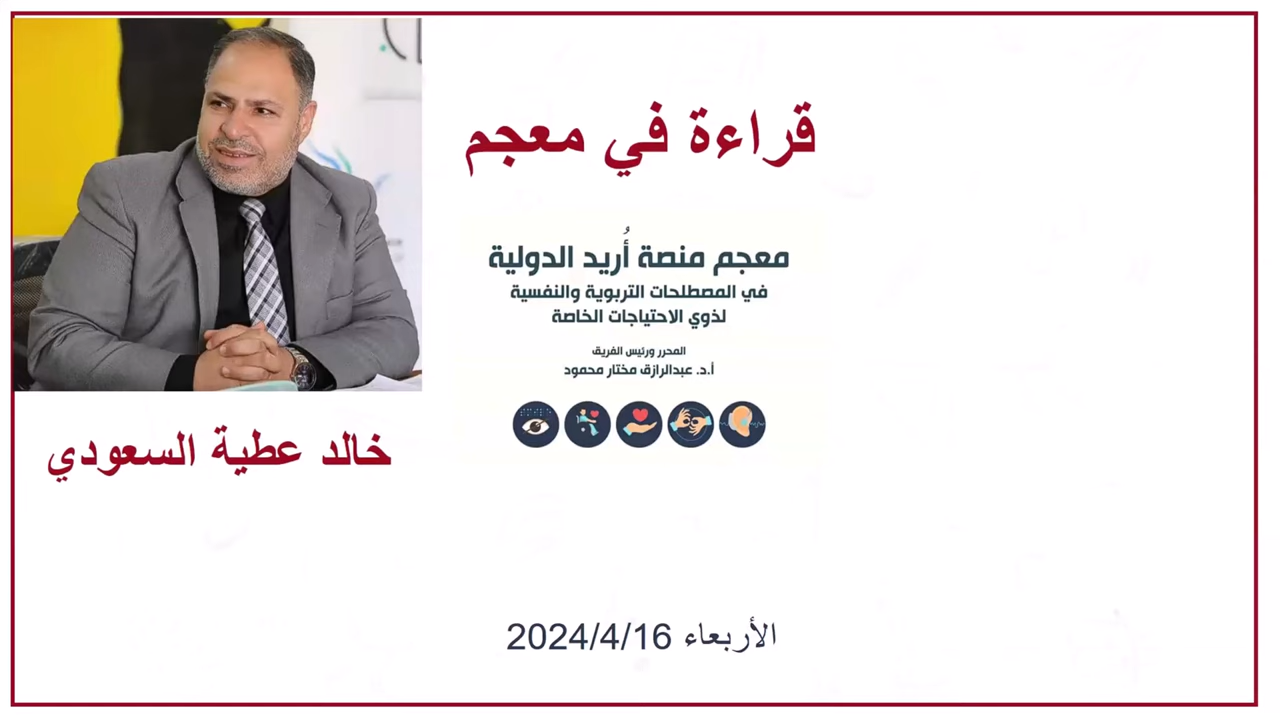 قراءة في معجم
معجم منصة أُريد الدولية
في المصطلحات التربوية والنفسية
لذوي الاحتياجات الخاصة
المحرر ورئيس الفريق
أ.د. عبدالرازق مختار محمود
خالد عطية السعودي
الأربعاء 2024/4/16